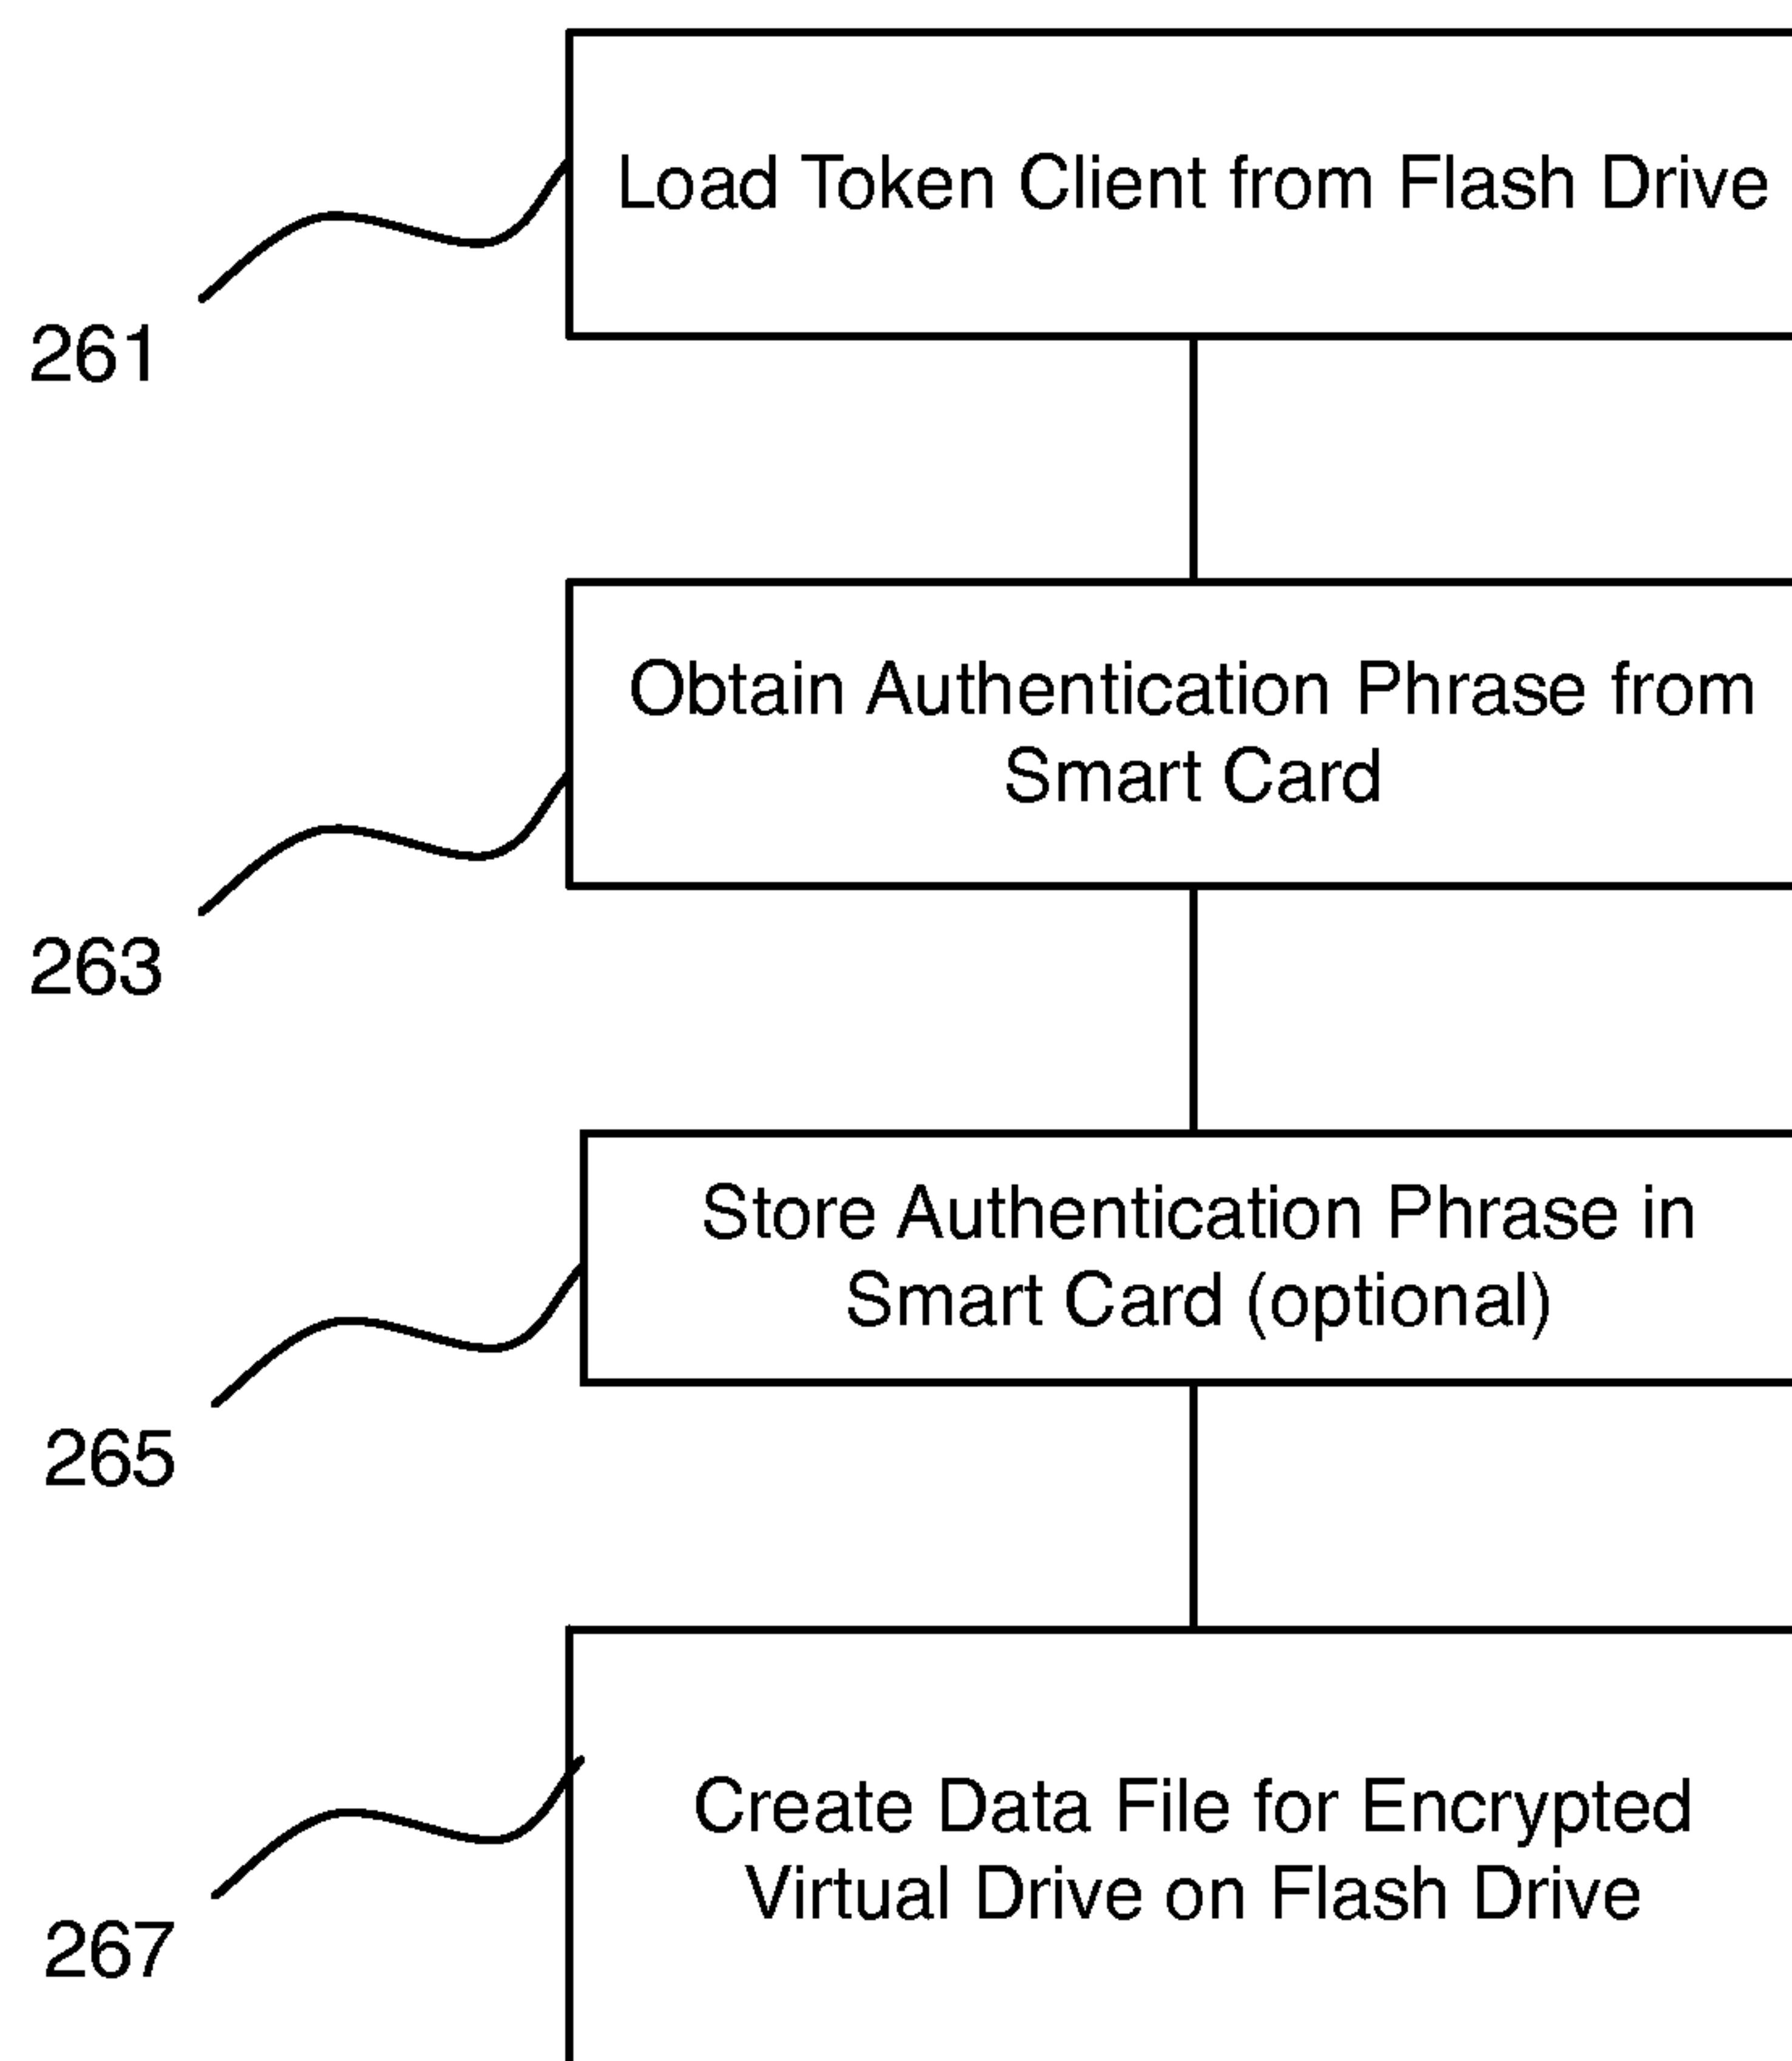 Load Token Client from Flash Drive
261
Obtain Authentication Phrase from
Smart Card
263
Store Authentication Phrase in
Smart Card (optional)
265
Create Data File for Encrypted
Virtual Drive on Flash Drive
267